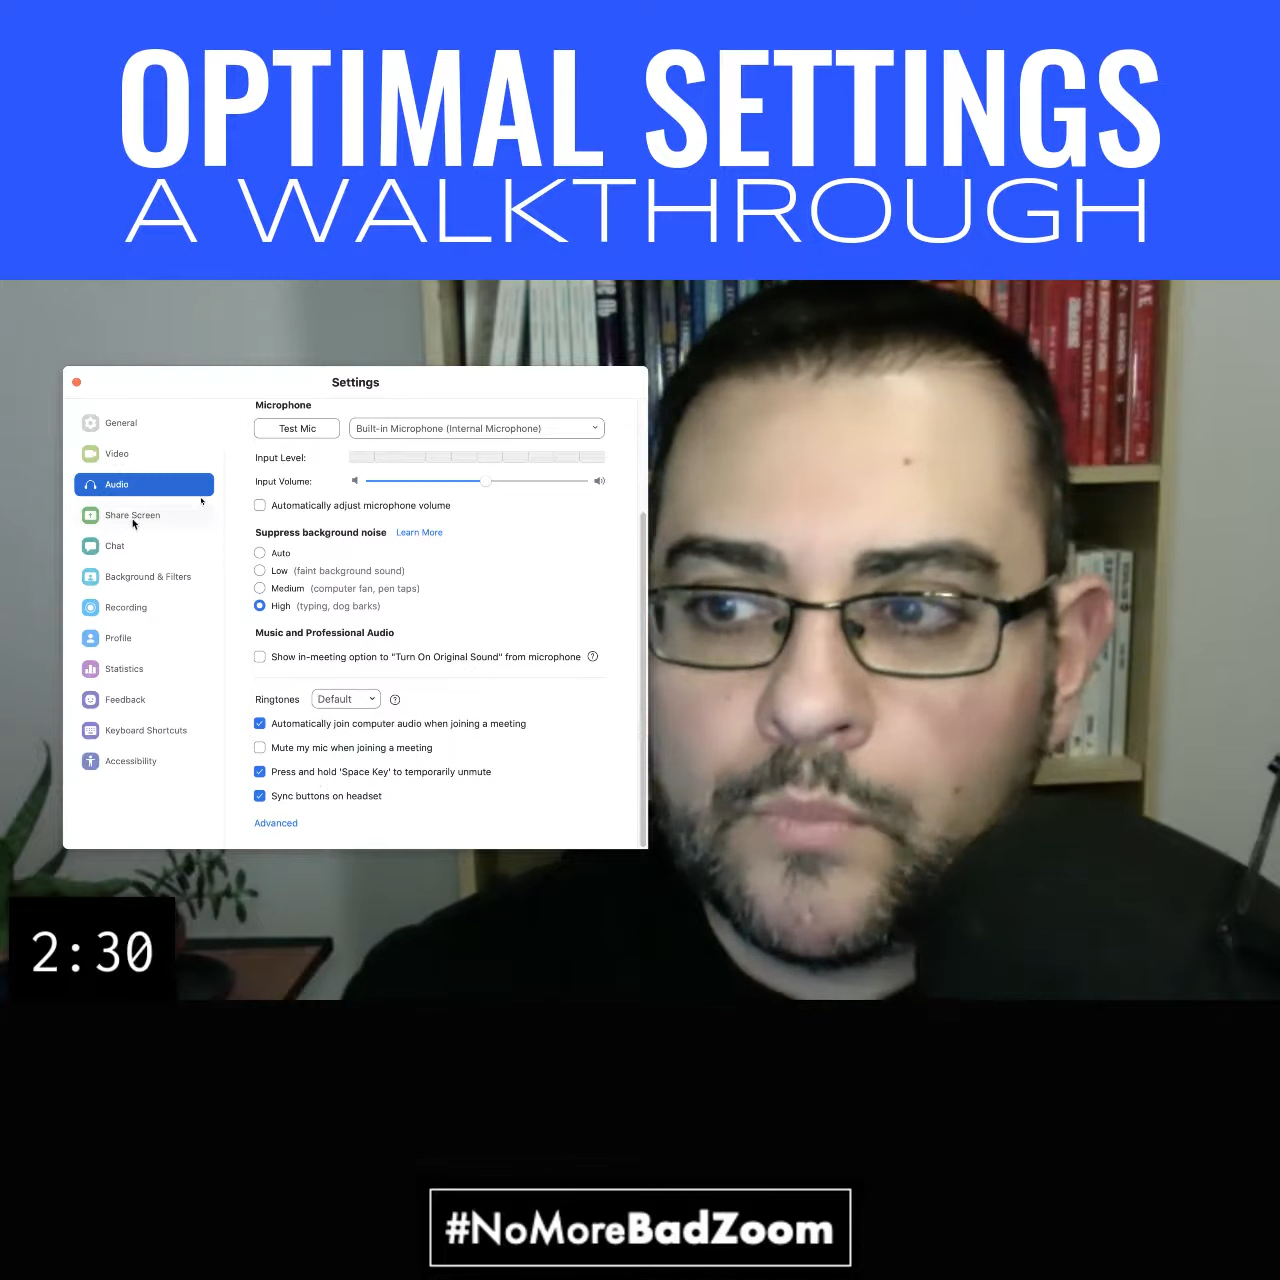 OPTIMAL SETTINGS
A WALKTHROUGH
Settings
General
Video
Audio
Share Screen
Chat
Background & Filters
Recording
Profile
Statistics
Feedback
Keyboard Shortcuts
Accessibility
Microphone
Test Mic Built-in Microphone (Internal Microphone)
Input Level:
Input Volume:
Automatically adjust microphone volume
Suppress background noise Learn More
Auto
Low (faint background sound)
Medium (computer fan, pen taps)
High (typing, dog barks)
Music and Professional Audio
Show in-meeting option to "Turn On Original Sound" from microphone ?
Ringtones Default ?
Automatically join computer audio when joining a meeting
Mute my mic when joining a meeting
Press and hold 'Space Key' to temporarily unmute
Sync buttons on headset
Advanced
2:30
#NoMoreBadZoom